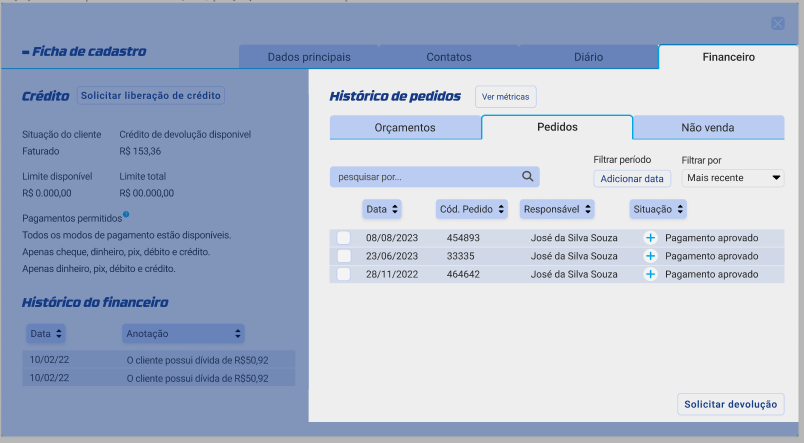 – Ficha de cadastro
Dados principais
Contatos
Diário
Financeiro
Crédito
Solicitar liberação de crédito
Situação do cliente
Crédito de devolução disponivel
Faturado
R$ 153,36
Limite disponível
Limite total
R$ 0.000,00
R$ 00.000,00
Pagamentos permitidos
Todos os modos de pagamento estão disponíveis.
Apenas cheque, dinheiro, pix, débito e crédito.
Apenas dinheiro, pix, débito e crédito.
Histórico do financeiro
Data
Anotação
10/02/22 O cliente possui dívida de R$50,92
10/02/22 O cliente possui dívida de R$50,92
Histórico de pedidos
Ver métricas
Orçamentos
Pedidos
Não venda
pesquisar por...
Filtrar período
Adicionar data
Filtrar por
Mais recente
Data
Cód. Pedido
Responsável
Situação
08/08/2023 454893 José da Silva Souza + Pagamento aprovado
23/06/2023 33335 José da Silva Souza + Pagamento aprovado
28/11/2022 464642 José da Silva Souza + Pagamento aprovado
Solicitar devolução